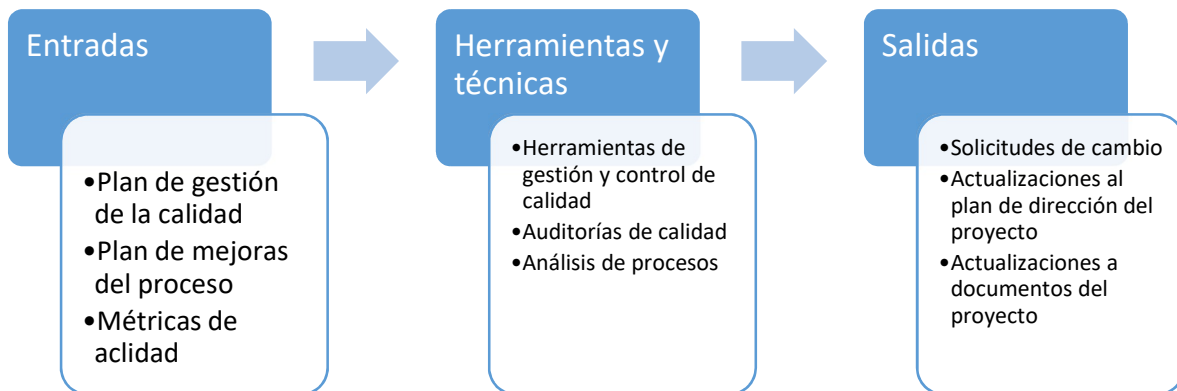 Entradas
•Plan de gestión
de la calidad
•Plan de mejoras
del proceso
•Métricas de
aclidad
Herramientas y
técnicas
•Herramientas de
gestión y control de
calidad
•Auditorías de calidad
•Análisis de procesos
Salidas
•Solicitudes de cambio
•Actualizaciones al
plan de dirección del
proyecto
•Actualizaciones a
documentos del
proyecto